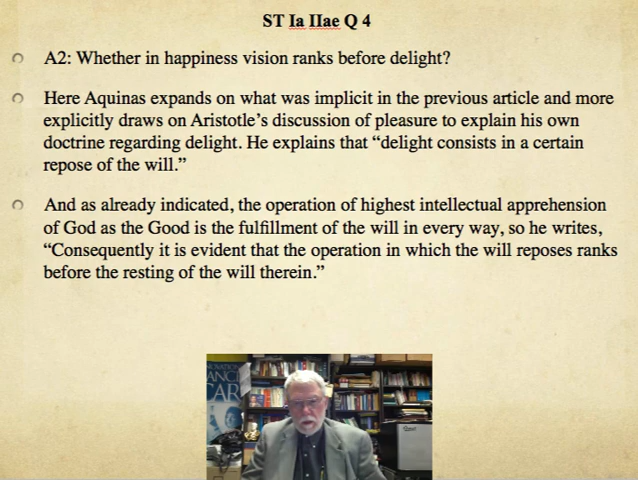 ST Ia IIae Q 4
A2: Whether in happiness vision ranks before delight?
Here Aquinas expands on what was implicit in the previous article and more
explicitly draws on Aristotle’s discussion of pleasure to explain his own
doctrine regarding delight. He explains that “delight consists in a certain
repose of the will.”
And as already indicated, the operation of highest intellectual apprehension
of God as the Good is the fulfillment of the will in every way, so he writes,
“Consequently it is evident that the operation in which the will reposes ranks
before the resting of the will therein.”